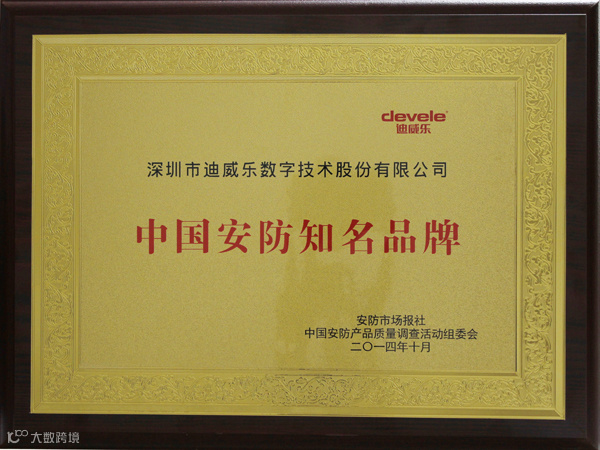 devele®
迪威乐
深圳市迪威乐数字技术股份有限公司
中国安防知名品牌
安防市场报社
中国安防产品质量调查活动组委会
二〇一四年十月
大数跨境